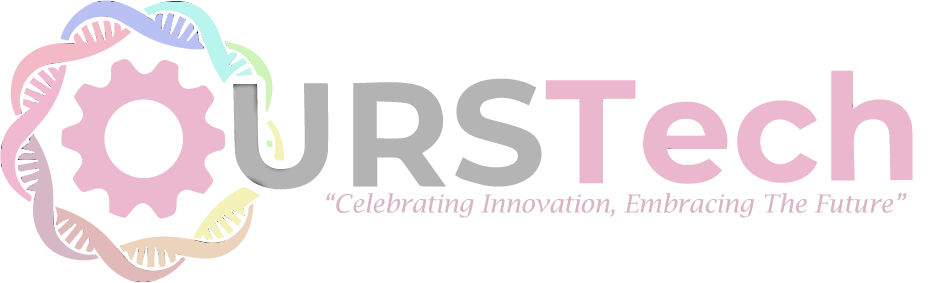 URSTech
“Celebrating Innovation, Embracing The Future”